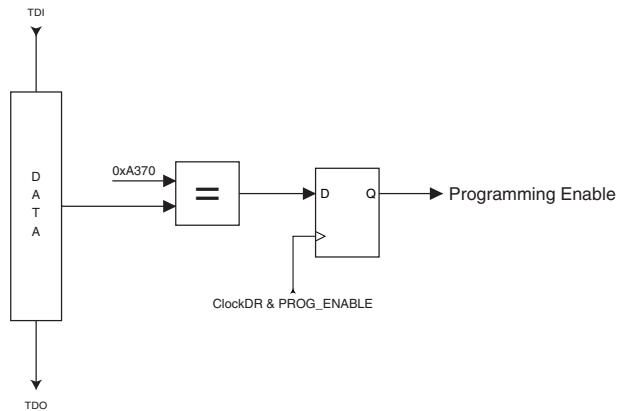 TDI
D
A
T
A
0xA370
=
D
Q
Programming Enable
ClockDR & PROG_ENABLE
TDO